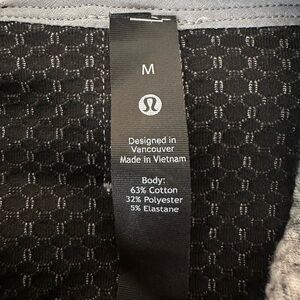 M
Designed in
Vancouver
Made in Vietnam
Body:
63% Cotton
32% Polyester
5% Elastane